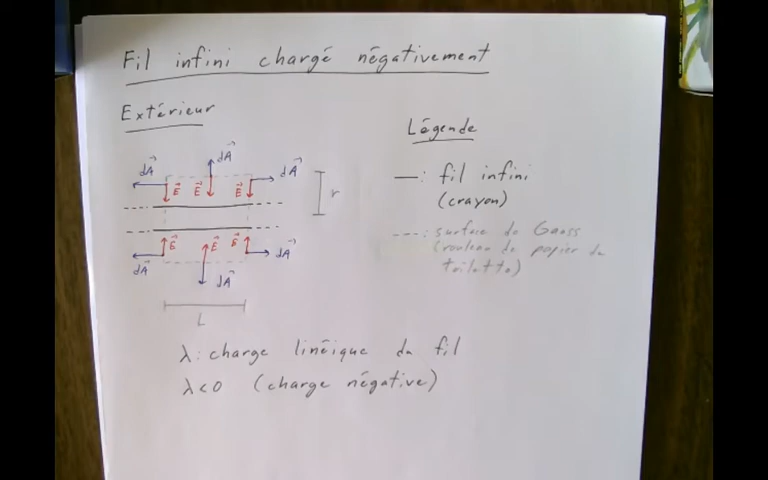 Fil infini chargé négativement
Extérieur
Légende
dA
dA
dA
E
E
E
r
—: fil infini
(crayon)
E
E
E
dA
dA
dA
---: surface de Gauss
(rouleau de papier de
toilette)
L
λ: charge linéique du fil
λ<0 (charge négative)